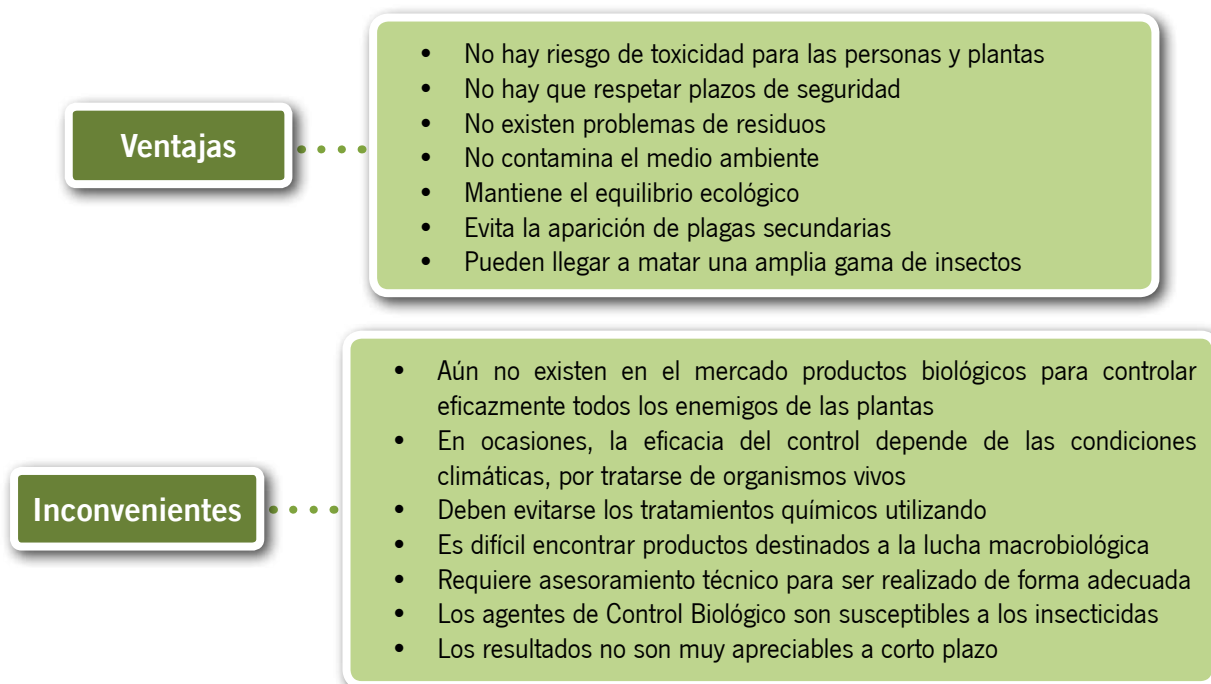 Ventajas
• No hay riesgo de toxicidad para las personas y plantas
• No hay que respetar plazos de seguridad
• No existen problemas de residuos
• No contamina el medio ambiente
• Mantiene el equilibrio ecológico
• Evita la aparición de plagas secundarias
• Pueden llegar a matar una amplia gama de insectos
Inconvenientes
• Aún no existen en el mercado productos biológicos para controlar
eficazmente todos los enemigos de las plantas
• En ocasiones, la eficacia del control depende de las condiciones
climáticas, por tratarse de organismos vivos
• Deben evitarse los tratamientos químicos utilizando
• Es difícil encontrar productos destinados a la lucha macrobiológica
• Requiere asesoramiento técnico para ser realizado de forma adecuada
• Los agentes de Control Biológico son susceptibles a los insecticidas
• Los resultados no son muy apreciables a corto plazo